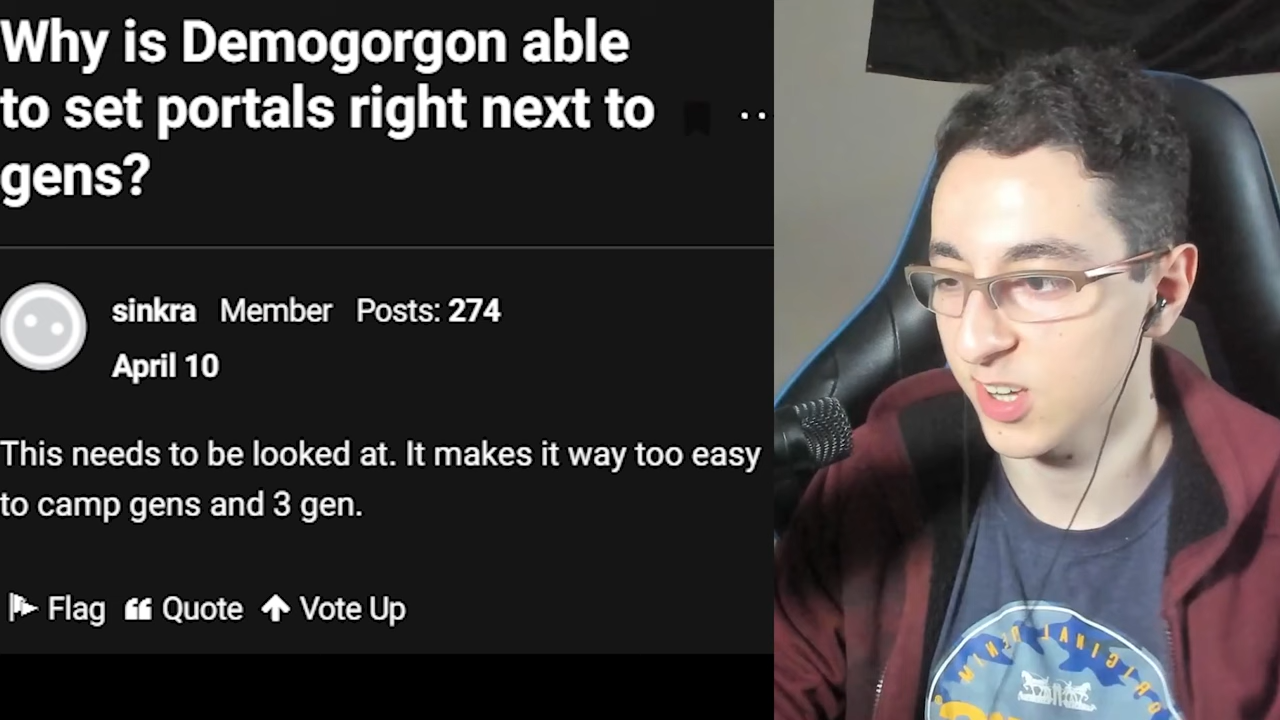 Why is Demogorgon able
to set portals right next to
gens?
sinkra Member Posts: 274
April 10
This needs to be looked at. It makes it way too easy
to camp gens and 3 gen.
Flag Quote Vote Up